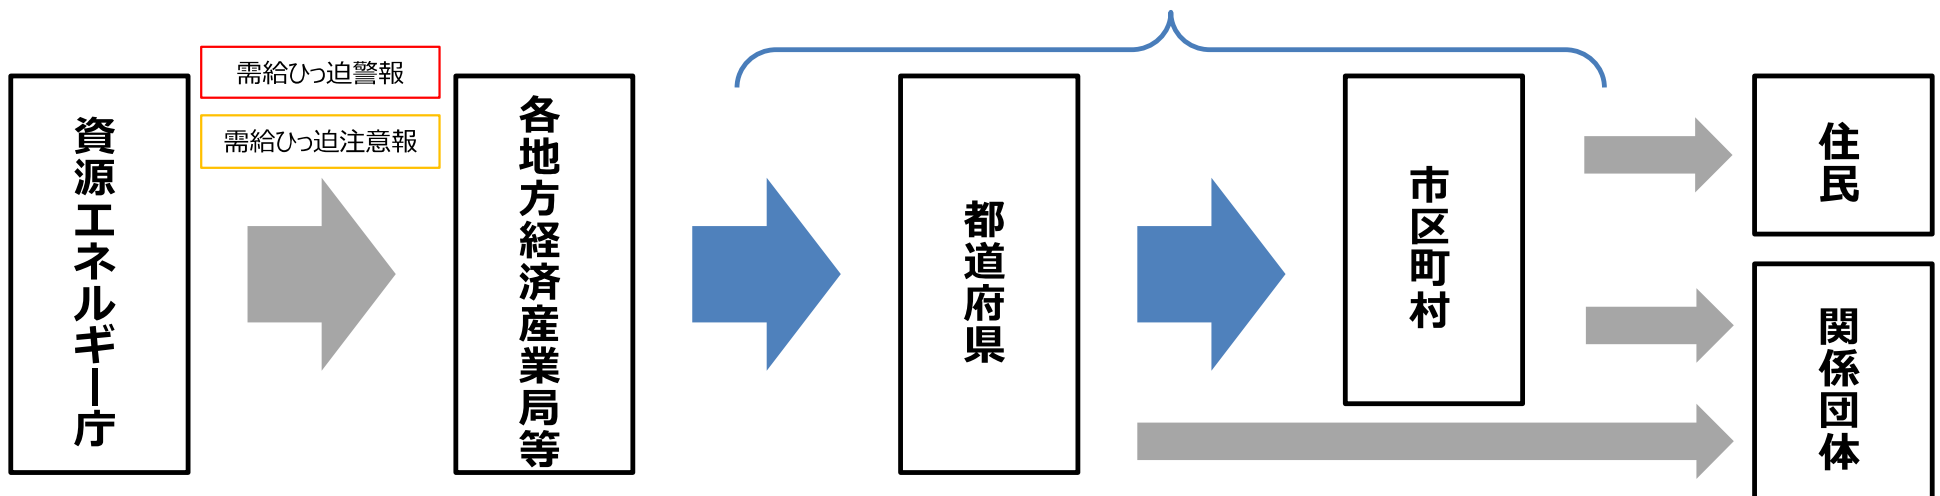 資源エネルギー庁
需給ひっ迫警報
需給ひっ迫注意報
各地方経済産業局等
都道府県
市区町村
住民
関係団体